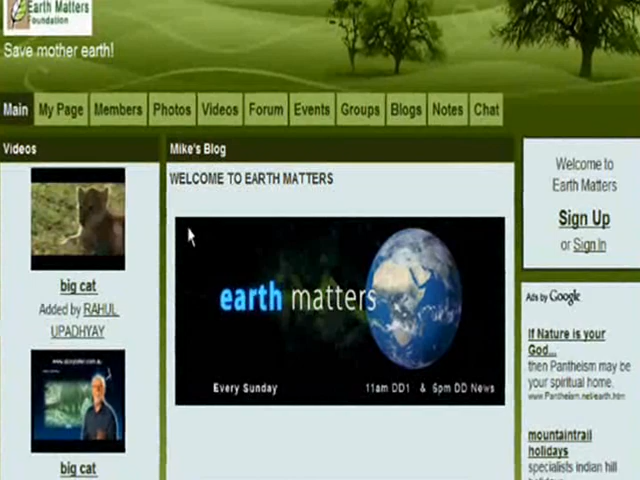 Earth Matters
Foundation
Save mother earth!
Main My Page Members Photos Videos Forum Events Groups Blogs Notes Chat
Videos
big cat
Added by RAHUL
UPADHYAY
big cat
Mike's Blog
WELCOME TO EARTH MATTERS
earth matters
Every Sunday 11am DD1 & 5pm DD News
Welcome to
Earth Matters
Sign Up
or Sign In
Ads by Google
If Nature is your
God...
then Pantheism may be
your spiritual home.
www.Pantheism.net/earth.htm
mountaintrail
holidays
specialists indian hill